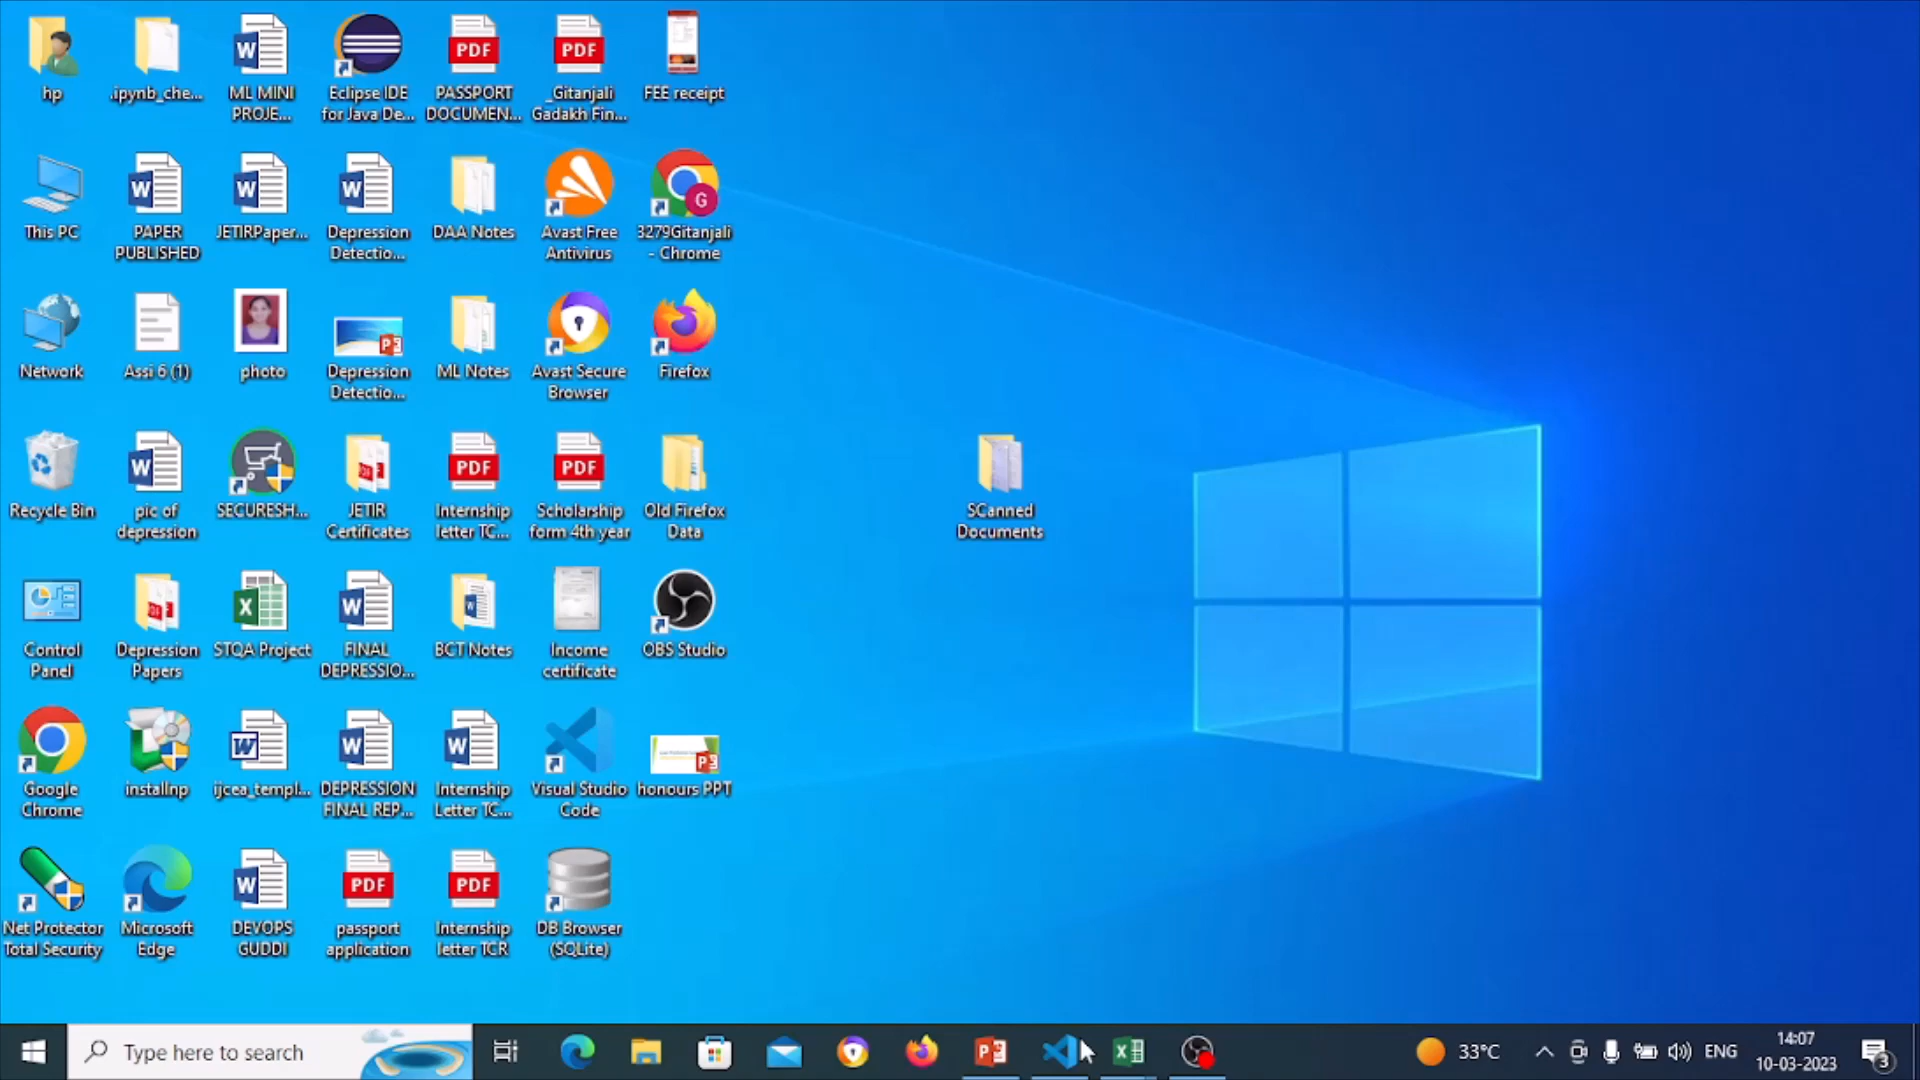 hp
.ipynb_che...
ML MINI
PROJE...
Eclipse IDE
for Java De...
PASSPORT
DOCUMEN...
_Gitanjali
Gadakh Fin...
FEE receipt
This PC
PAPER
PUBLISHED
JETIRPaper...
Depression
Detectio...
DAA Notes
Avast Free
Antivirus
3279Gitanjali
- Chrome
Network
Assi 6 (1)
photo
Depression
Detectio...
ML Notes
Avast Secure
Browser
Firefox
Recycle Bin
pic of
depression
SECURESH...
JETIR
Certificates
Internship
letter TC...
Scholarship
form 4th year
Old Firefox
Data
SCanned
Documents
Control
Panel
Depression
Papers
STQA Project
FINAL
DEPRESSIO...
BCT Notes
Income
certificate
OBS Studio
Google
Chrome
installnp
ijcea_templ...
DEPRESSION
FINAL REP...
Internship
Letter TC...
Visual Studio
Code
honours PPT
Net Protector
Total Security
Microsoft
Edge
DEVOPS
GUDDI
passport
application
Internship
letter TCR
DB Browser
(SQLite)
Type here to search
33°C
ENG
14:07
10-03-2023
3